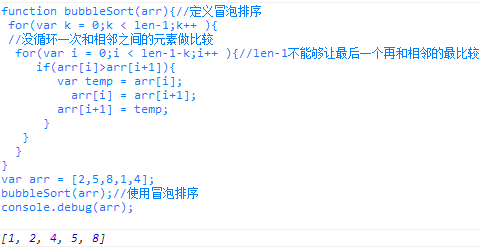 function bubbleSort(arr){//定义冒泡排序
for(var k = 0;k < len-1;k++ ){
//没循环一次和相邻之间的元素做比较
for(var i = 0;i < len-1-k;i++ ){//len-1不能够让最后一个再和相邻的最比较
if(arr[i]>arr[i+1]){
var temp = arr[i];
arr[i] = arr[i+1];
arr[i+1] = temp;
}
}
}
}
var arr = [2,5,8,1,4];
bubbleSort(arr);//使用冒泡排序
console.debug(arr);
[1, 2, 4, 5, 8]